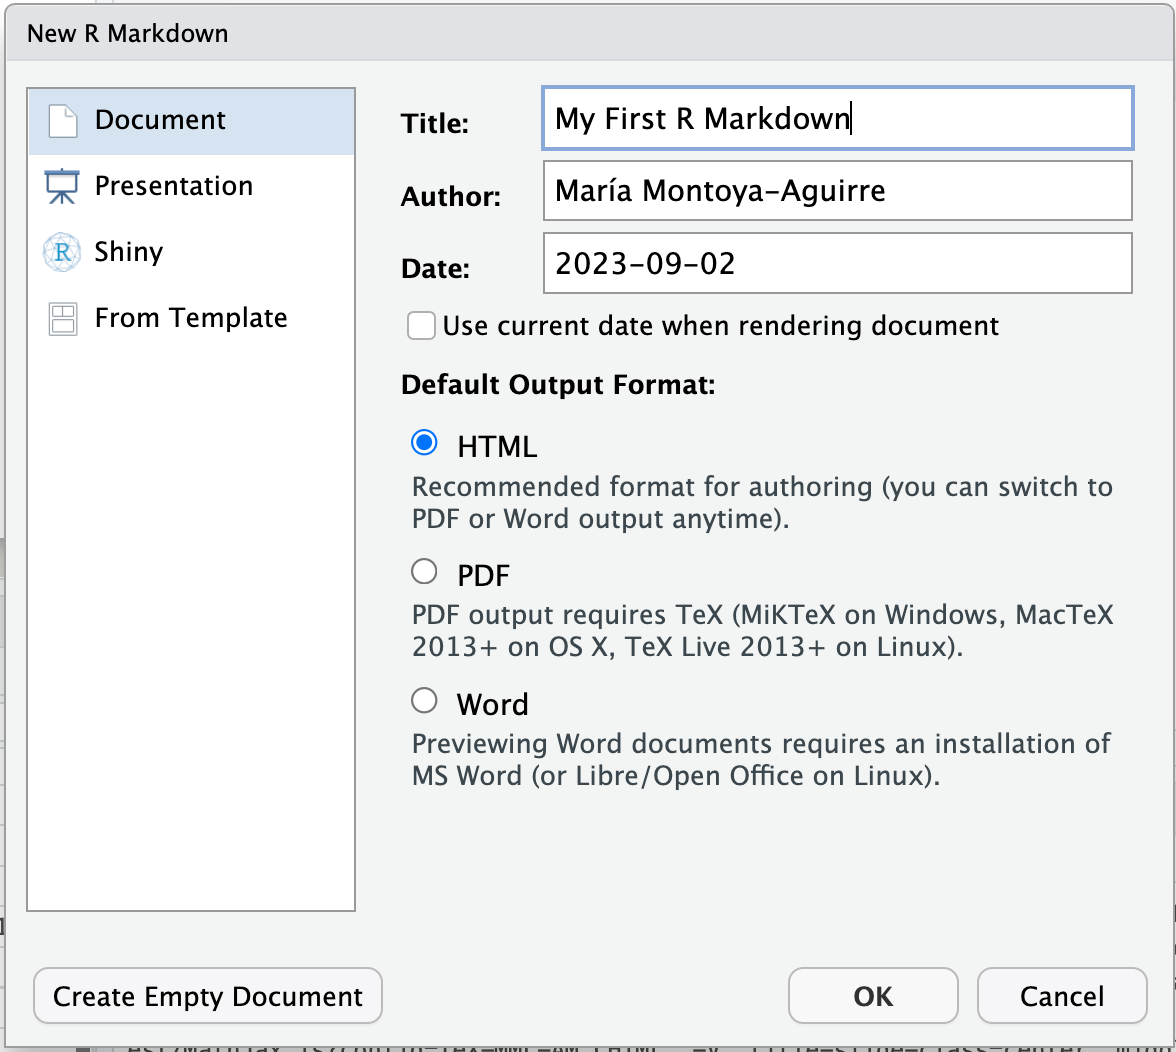 New R Markdown
Document
Presentation
Shiny
From Template
Title:
My First R Markdown
Author:
María Montoya-Aguirre
Date:
2023-09-02
Use current date when rendering document
Default Output Format:
HTML
Recommended format for authoring (you can switch to
PDF or Word output anytime).
PDF
PDF output requires TeX (MiKTeX on Windows, MacTeX
2013+ on OS X, TeX Live 2013+ on Linux).
Word
Previewing Word documents requires an installation of
MS Word (or Libre/Open Office on Linux).
Create Empty Document
OK
Cancel